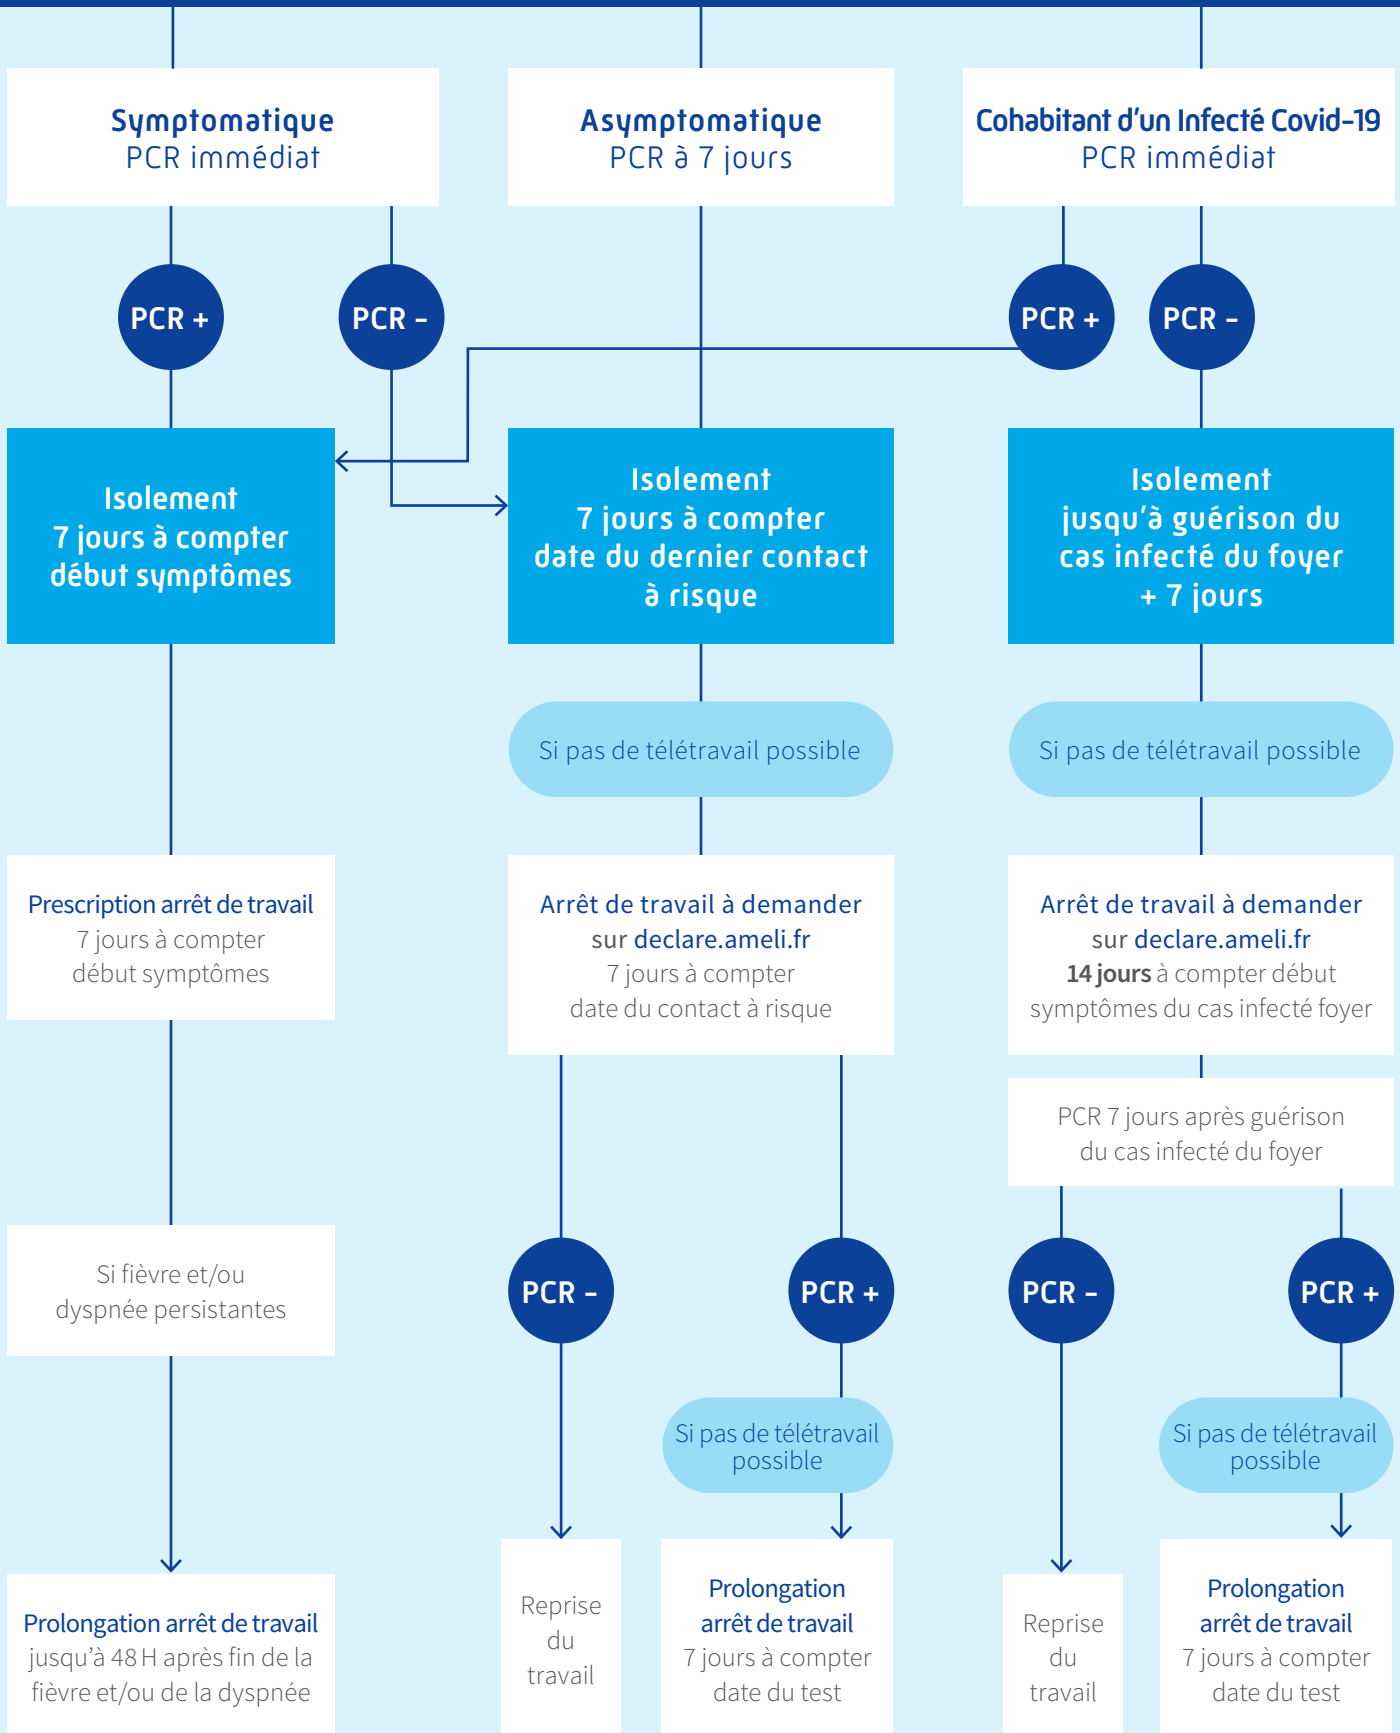 Symptomatique
PCR immédiat
Asymptomatique
PCR à 7 jours
Cohabitant d'un Infecté Covid-19
PCR immédiat
PCR +
PCR -
PCR +
PCR -
Isolement
7 jours à compter
début symptômes
Isolement
7 jours à compter
date du dernier contact
à risque
Isolement
jusqu'à guérison du
cas infecté du foyer
+ 7 jours
Si pas de télétravail possible
Si pas de télétravail possible
Prescription arrêt de travail
7 jours à compter
début symptômes
Arrêt de travail à demander
sur declare.ameli.fr
7 jours à compter
date du contact à risque
Arrêt de travail à demander
sur declare.ameli.fr
14 jours à compter début
symptômes du cas infecté foyer
PCR 7 jours après guérison
du cas infecté du foyer
Si fièvre et/ou
dyspnée persistantes
PCR -
PCR +
PCR -
PCR +
Si pas de télétravail
possible
Si pas de télétravail
possible
Prolongation arrêt de travail
jusqu'à 48 H après fin de la
fièvre et/ou de la dyspnée
Reprise
du
travail
Prolongation
arrêt de travail
7 jours à compter
date du test
Reprise
du
travail
Prolongation
arrêt de travail
7 jours à compter
date du test